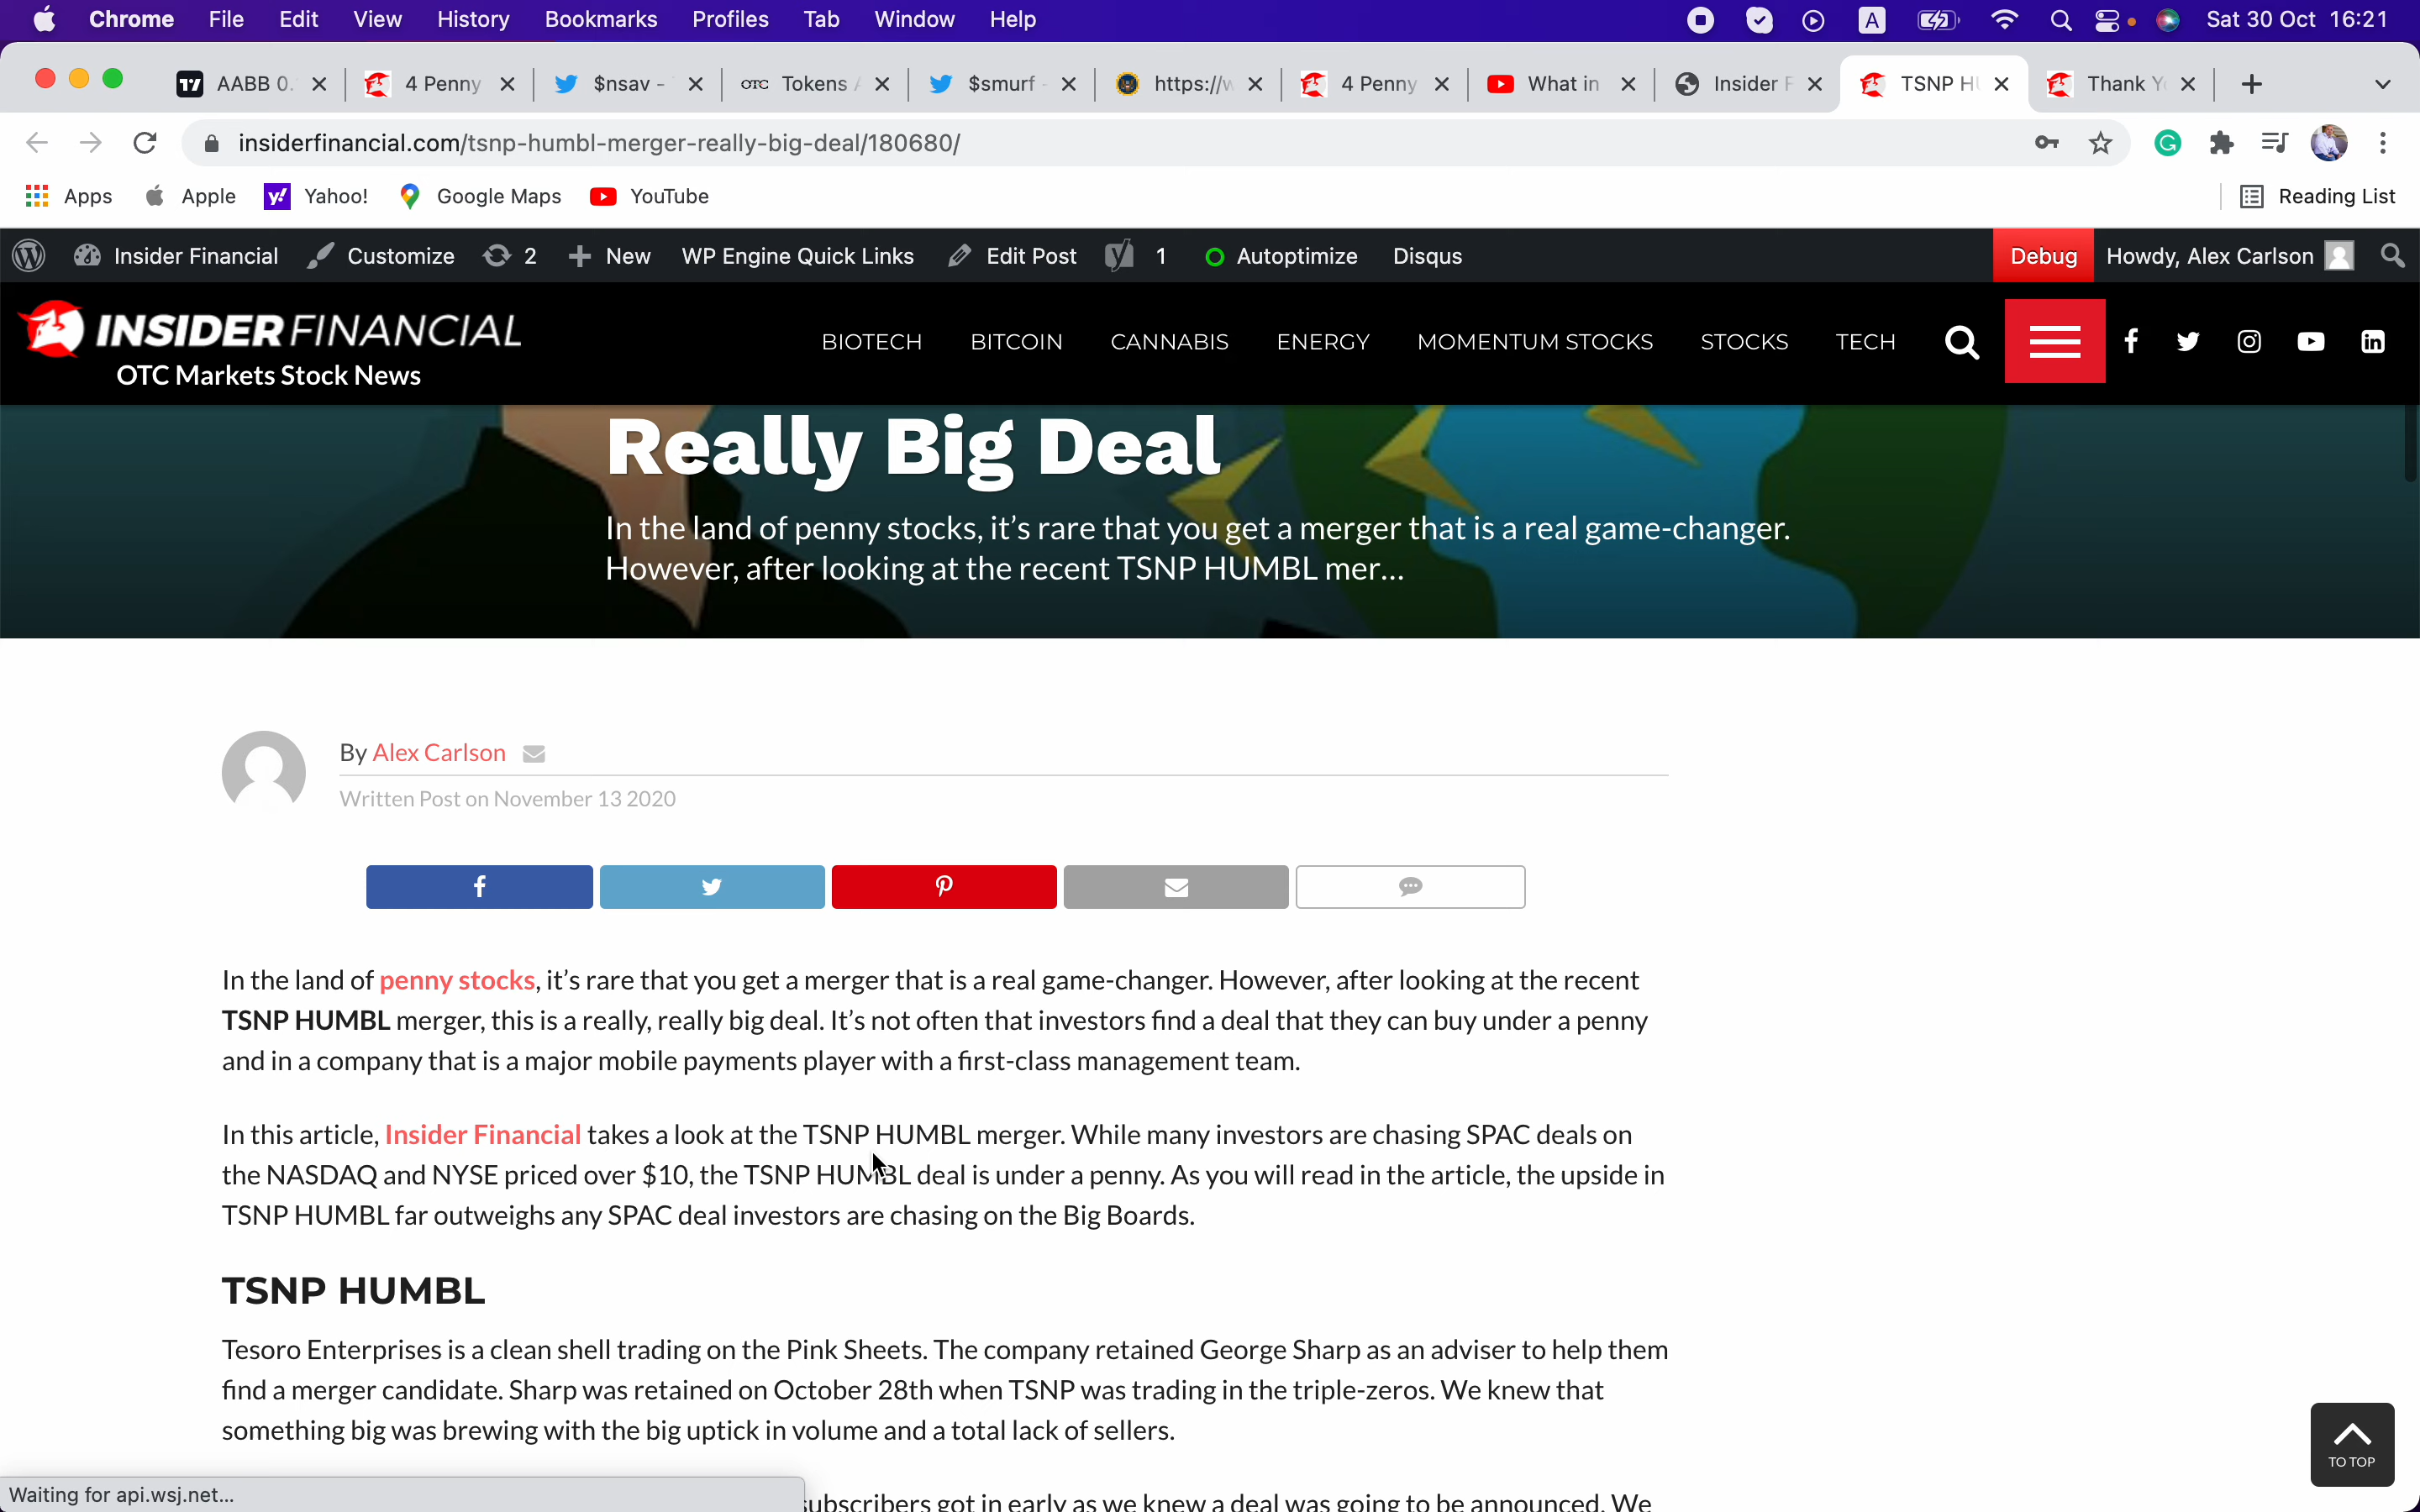 Chrome File Edit View History Bookmarks Profiles Tab Window Help A Sat 30 Oct 16:21
AABB 0. 4 Penny $nsav - OTC Tokens A $smurf - https://w 4 Penny What in Insider F TSNP HU Thank Yo
insiderfinancial.com/tsnp-humbl-merger-really-big-deal/180680/
Apps Apple Yahoo! Google Maps YouTube Reading List
Insider Financial Customize 2 New WP Engine Quick Links Edit Post 1 Autoptimize Disqus Debug Howdy, Alex Carlson
INSIDER FINANCIAL
OTC Markets Stock News
BIOTECH BITCOIN CANNABIS ENERGY MOMENTUM STOCKS STOCKS TECH
Really Big Deal
In the land of penny stocks, it's rare that you get a merger that is a real game-changer.
However, after looking at the recent TSNP HUMBL mer...
By Alex Carlson
Written Post on November 13 2020
In the land of penny stocks, it's rare that you get a merger that is a real game-changer. However, after looking at the recent
TSNP HUMBL merger, this is a really, really big deal. It's not often that investors find a deal that they can buy under a penny
and in a company that is a major mobile payments player with a first-class management team.
In this article, Insider Financial takes a look at the TSNP HUMBL merger. While many investors are chasing SPAC deals on
the NASDAQ and NYSE priced over $10, the TSNP HUMBL deal is under a penny. As you will read in the article, the upside in
TSNP HUMBL far outweighs any SPAC deal investors are chasing on the Big Boards.
TSNP HUMBL
Tesoro Enterprises is a clean shell trading on the Pink Sheets. The company retained George Sharp as an adviser to help them
find a merger candidate. Sharp was retained on October 28th when TSNP was trading in the triple-zeros. We knew that
something big was brewing with the big uptick in volume and a total lack of sellers.
TO TOP
Waiting for api.wsj.net...
subscribers got in early as we knew a deal was going to be announced. We